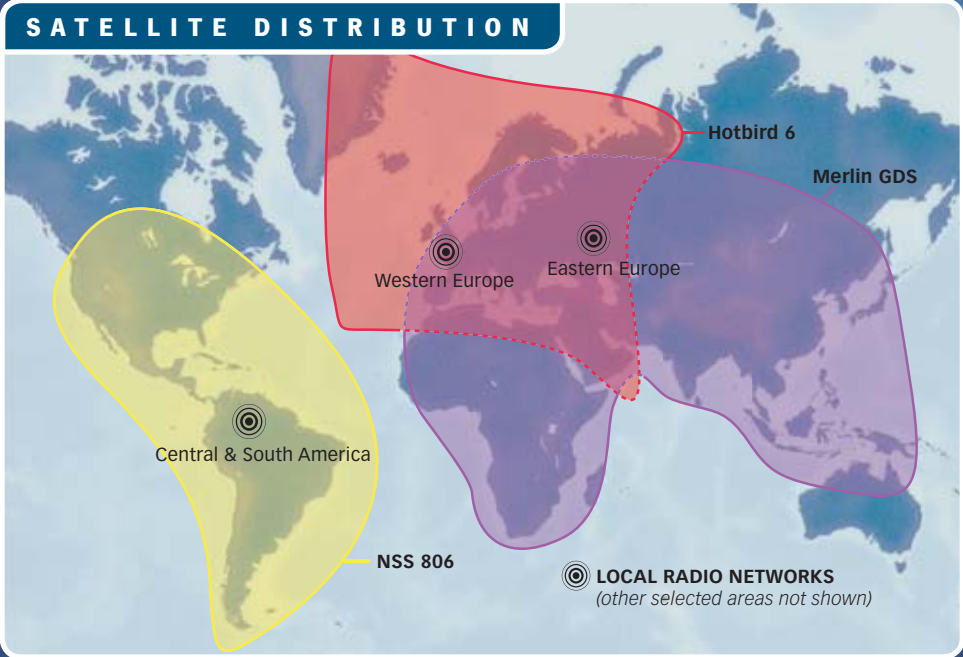 SATELLITE DISTRIBUTION
Hotbird 6
Merlin GDS
Western Europe
Eastern Europe
Central & South America
NSS 806
LOCAL RADIO NETWORKS
(other selected areas not shown)